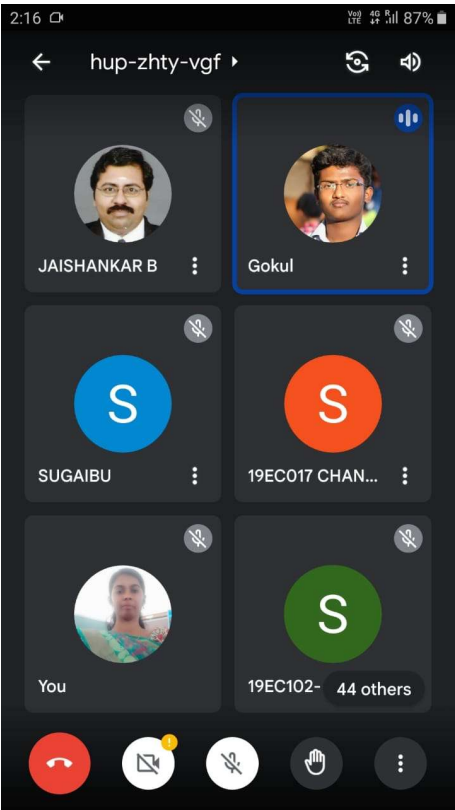 2:16 Vo)) LTE 4G R 87%
hup-zhty-vgf
JAISHANKAR B
Gokul
S
S
SUGAIBU
19EC017 CHAN...
S
You
19EC102-
44 others